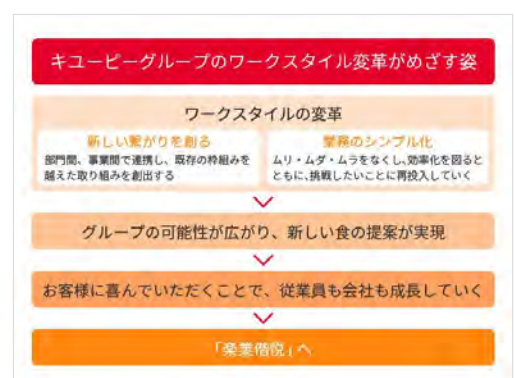 キユーピーグループのワークスタイル変革がめざす姿
ワークスタイルの変革
新しい繋がりを創る
部門間、事業間で連携し、既存の枠組みを
越えた取り組みを創出する
業務のシンプル化
ムリ・ムダ・ムラをなくし、効率化を図ると
ともに、挑戦したいことに再投入していく
グループの可能性が広がり、新しい食の提案が実現
お客様に喜んでいただくことで、従業員も会社も成長していく
「楽業偕悦」へ